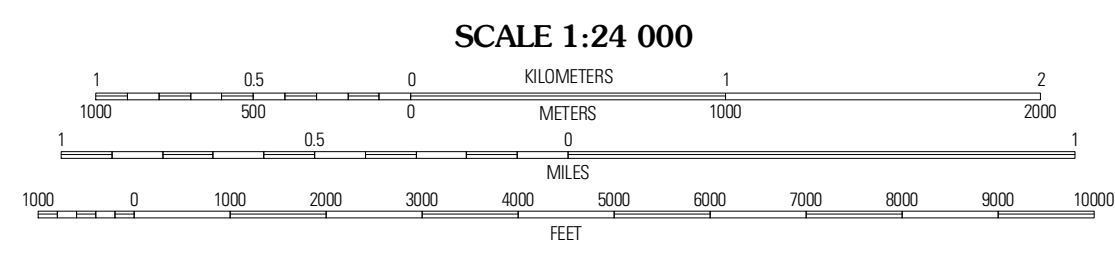 SCALE 1:24 000
1 0.5 0 KILOMETERS 1 2
1000 500 0 METERS 1000 2000
1 0.5 0 1
MILES
1000 0 1000 2000 3000 4000 5000 6000 7000 8000 9000 10000
FEET